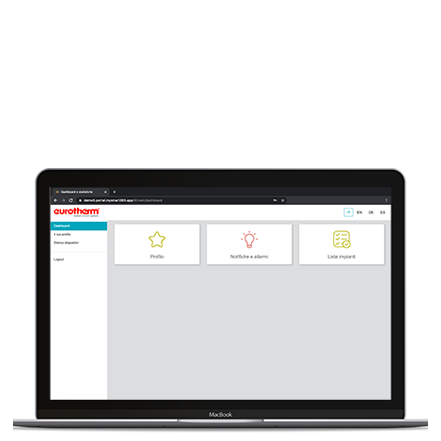 Dashboard e statistiche
eurotherm
IT EN DE ES
Dashboard
Il tuo profilo
Elenco dispositivi
Logout
Profilo
Notifiche e allarmi
Lista impianti
MacBook